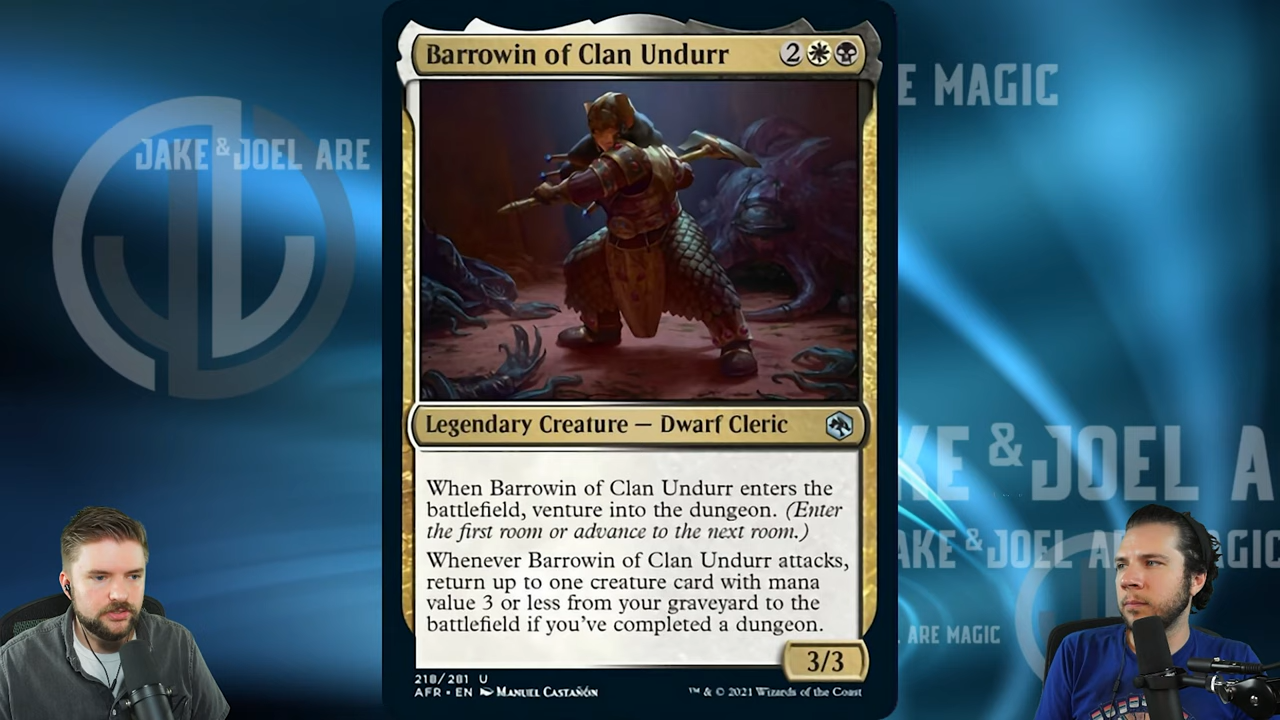 JAKE & JOEL ARE
E MAGIC
Barrowin of Clan Undurr 2
Legendary Creature — Dwarf Cleric
When Barrowin of Clan Undurr enters the
battlefield, venture into the dungeon. (Enter
the first room or advance to the next room.)
Whenever Barrowin of Clan Undurr attacks,
return up to one creature card with mana
value 3 or less from your graveyard to the
battlefield if you've completed a dungeon.
3/3
218/281 U
AFR • EN Manuel Castañón
™ & © 2021 Wizards of the Coast
KE & JOEL A
AKE & JOEL AR
GIC
ARE MAGIC